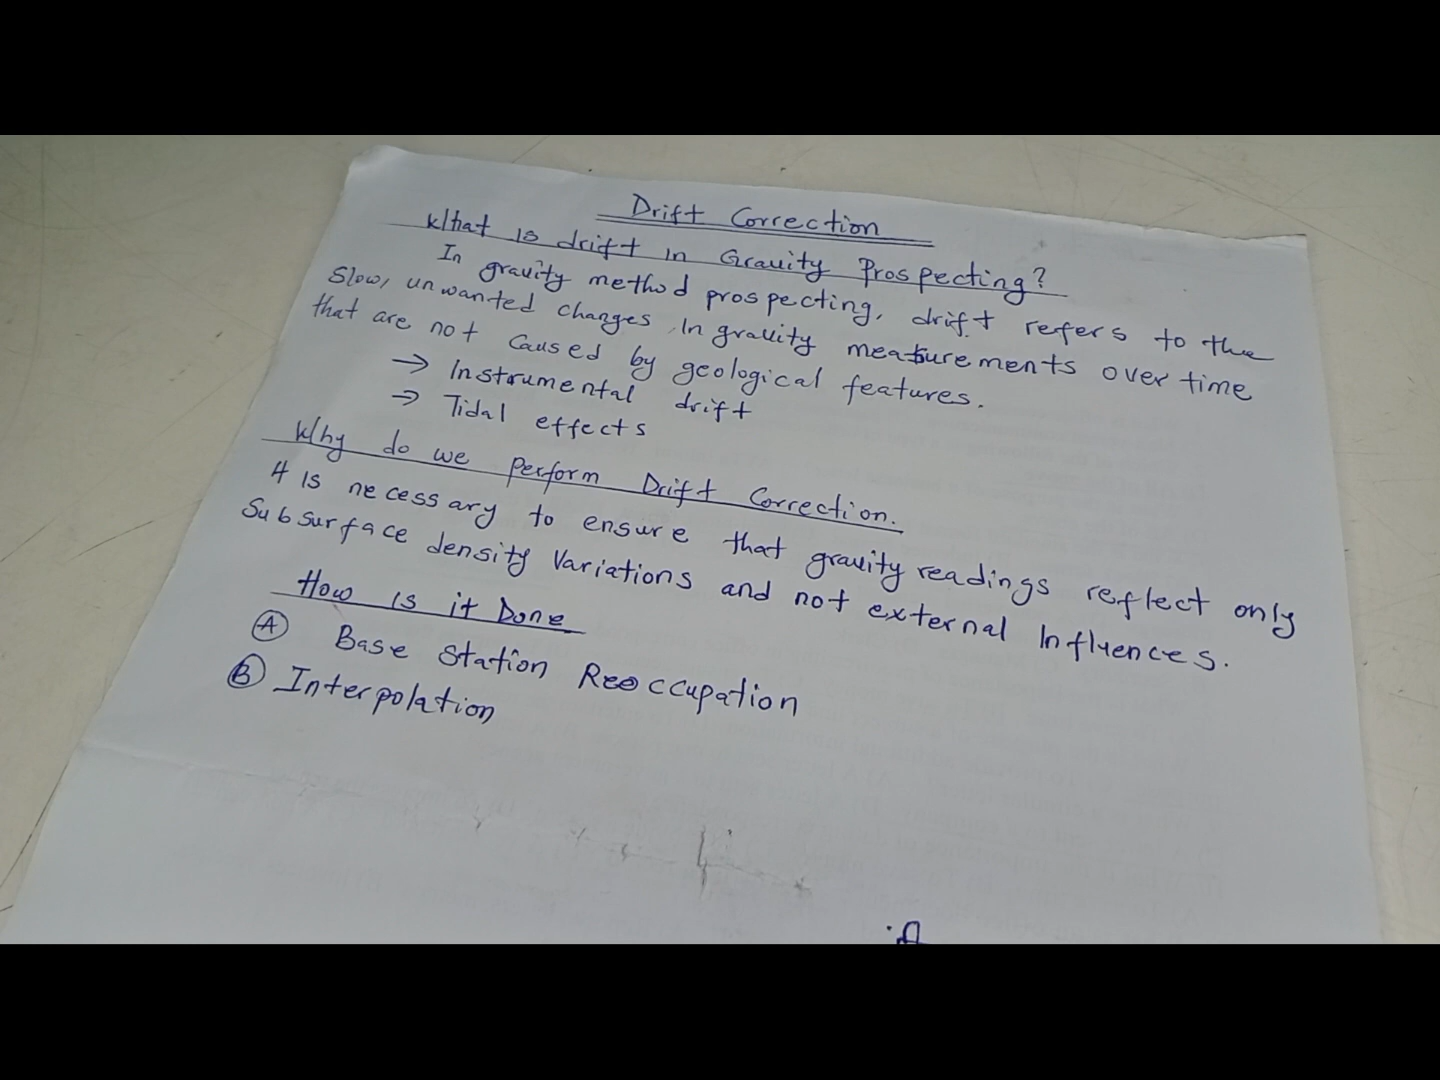 Drift Correction
What is drift in Gravity Prospecting?
In gravity method prospecting, drift refers to the
Slow, unwanted changes in gravity measurements over time
that are not caused by geological features.
→ Instrumental drift
→ Tidal effects
Why do we perform Drift Correction.
It is necessary to ensure that gravity readings reflect only
Subsurface density variations and not external Influences.
How is it Done
(A) Base Station Reoccupation
(B) Interpolation